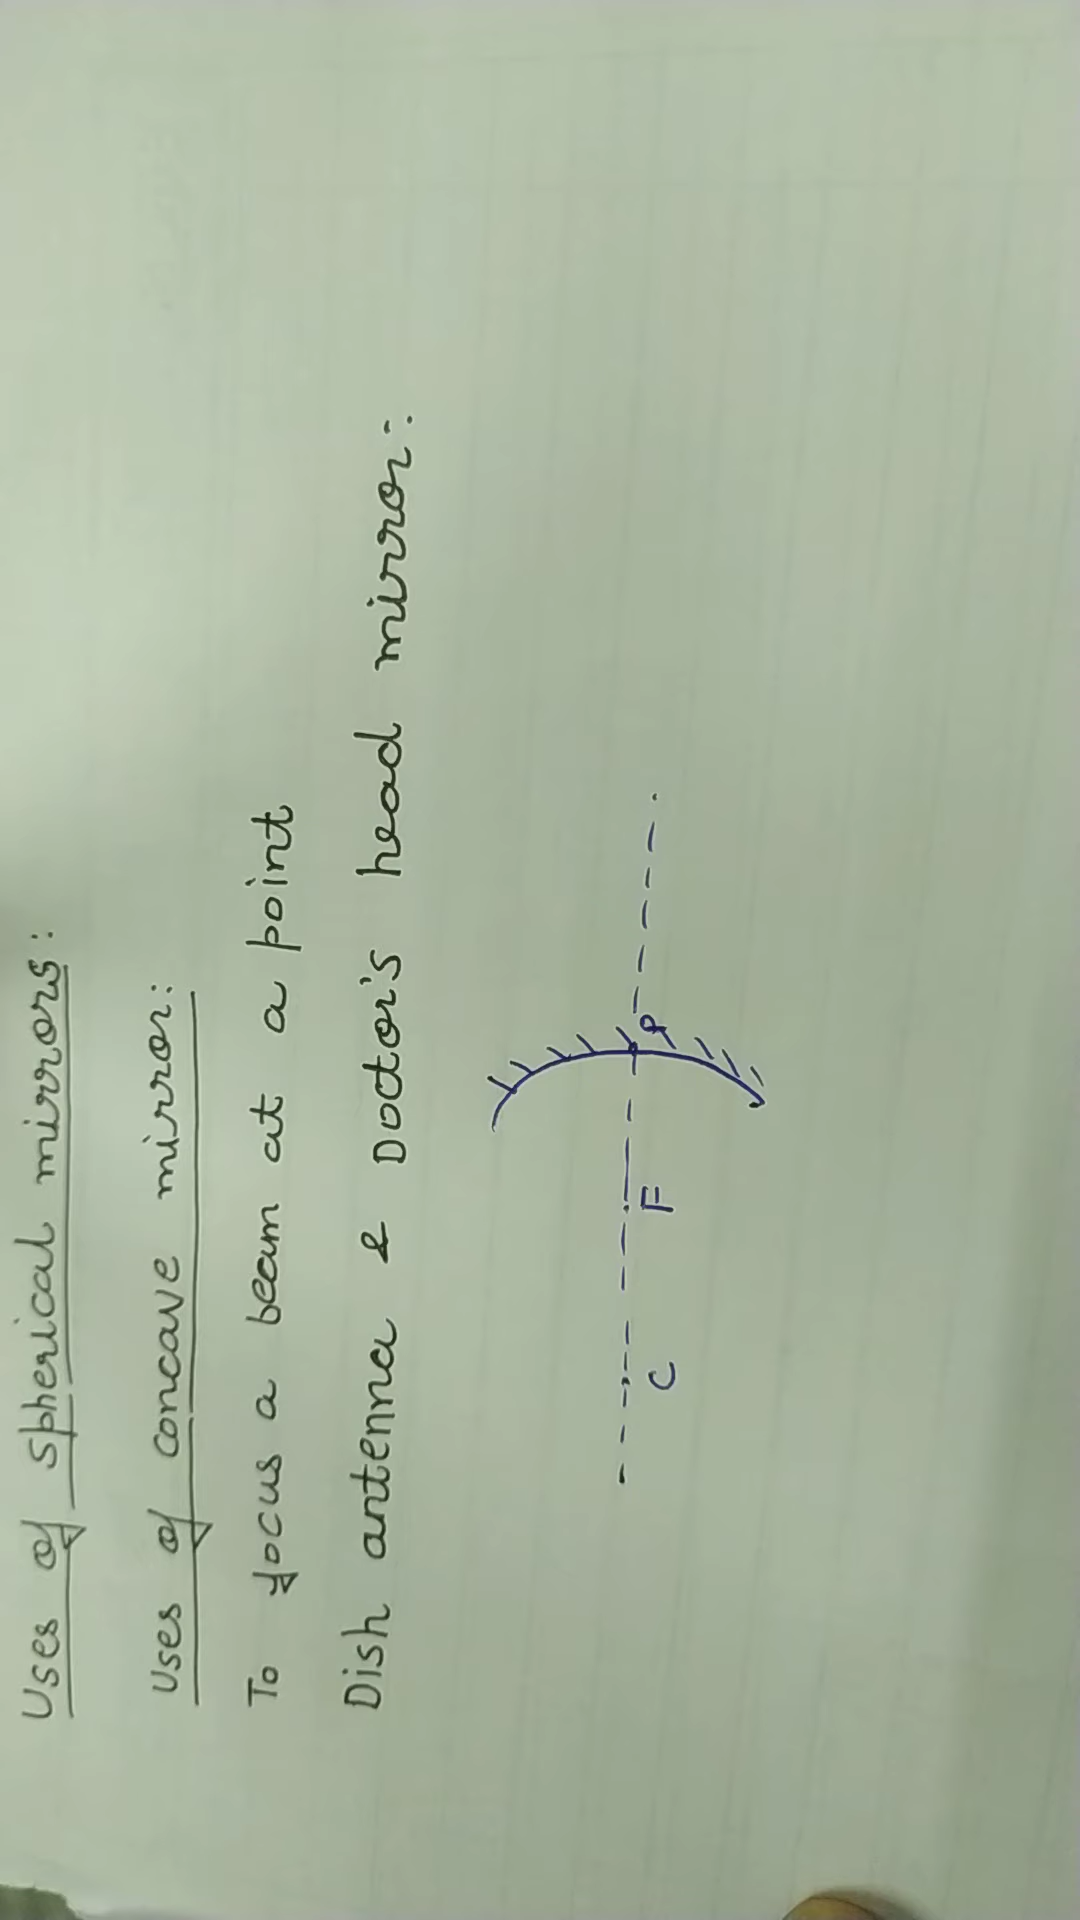 Uses of spherical mirrors:
Uses of concave mirror:
To focus a beam at a point
Dish antenna & Doctor's head mirror:
C F P